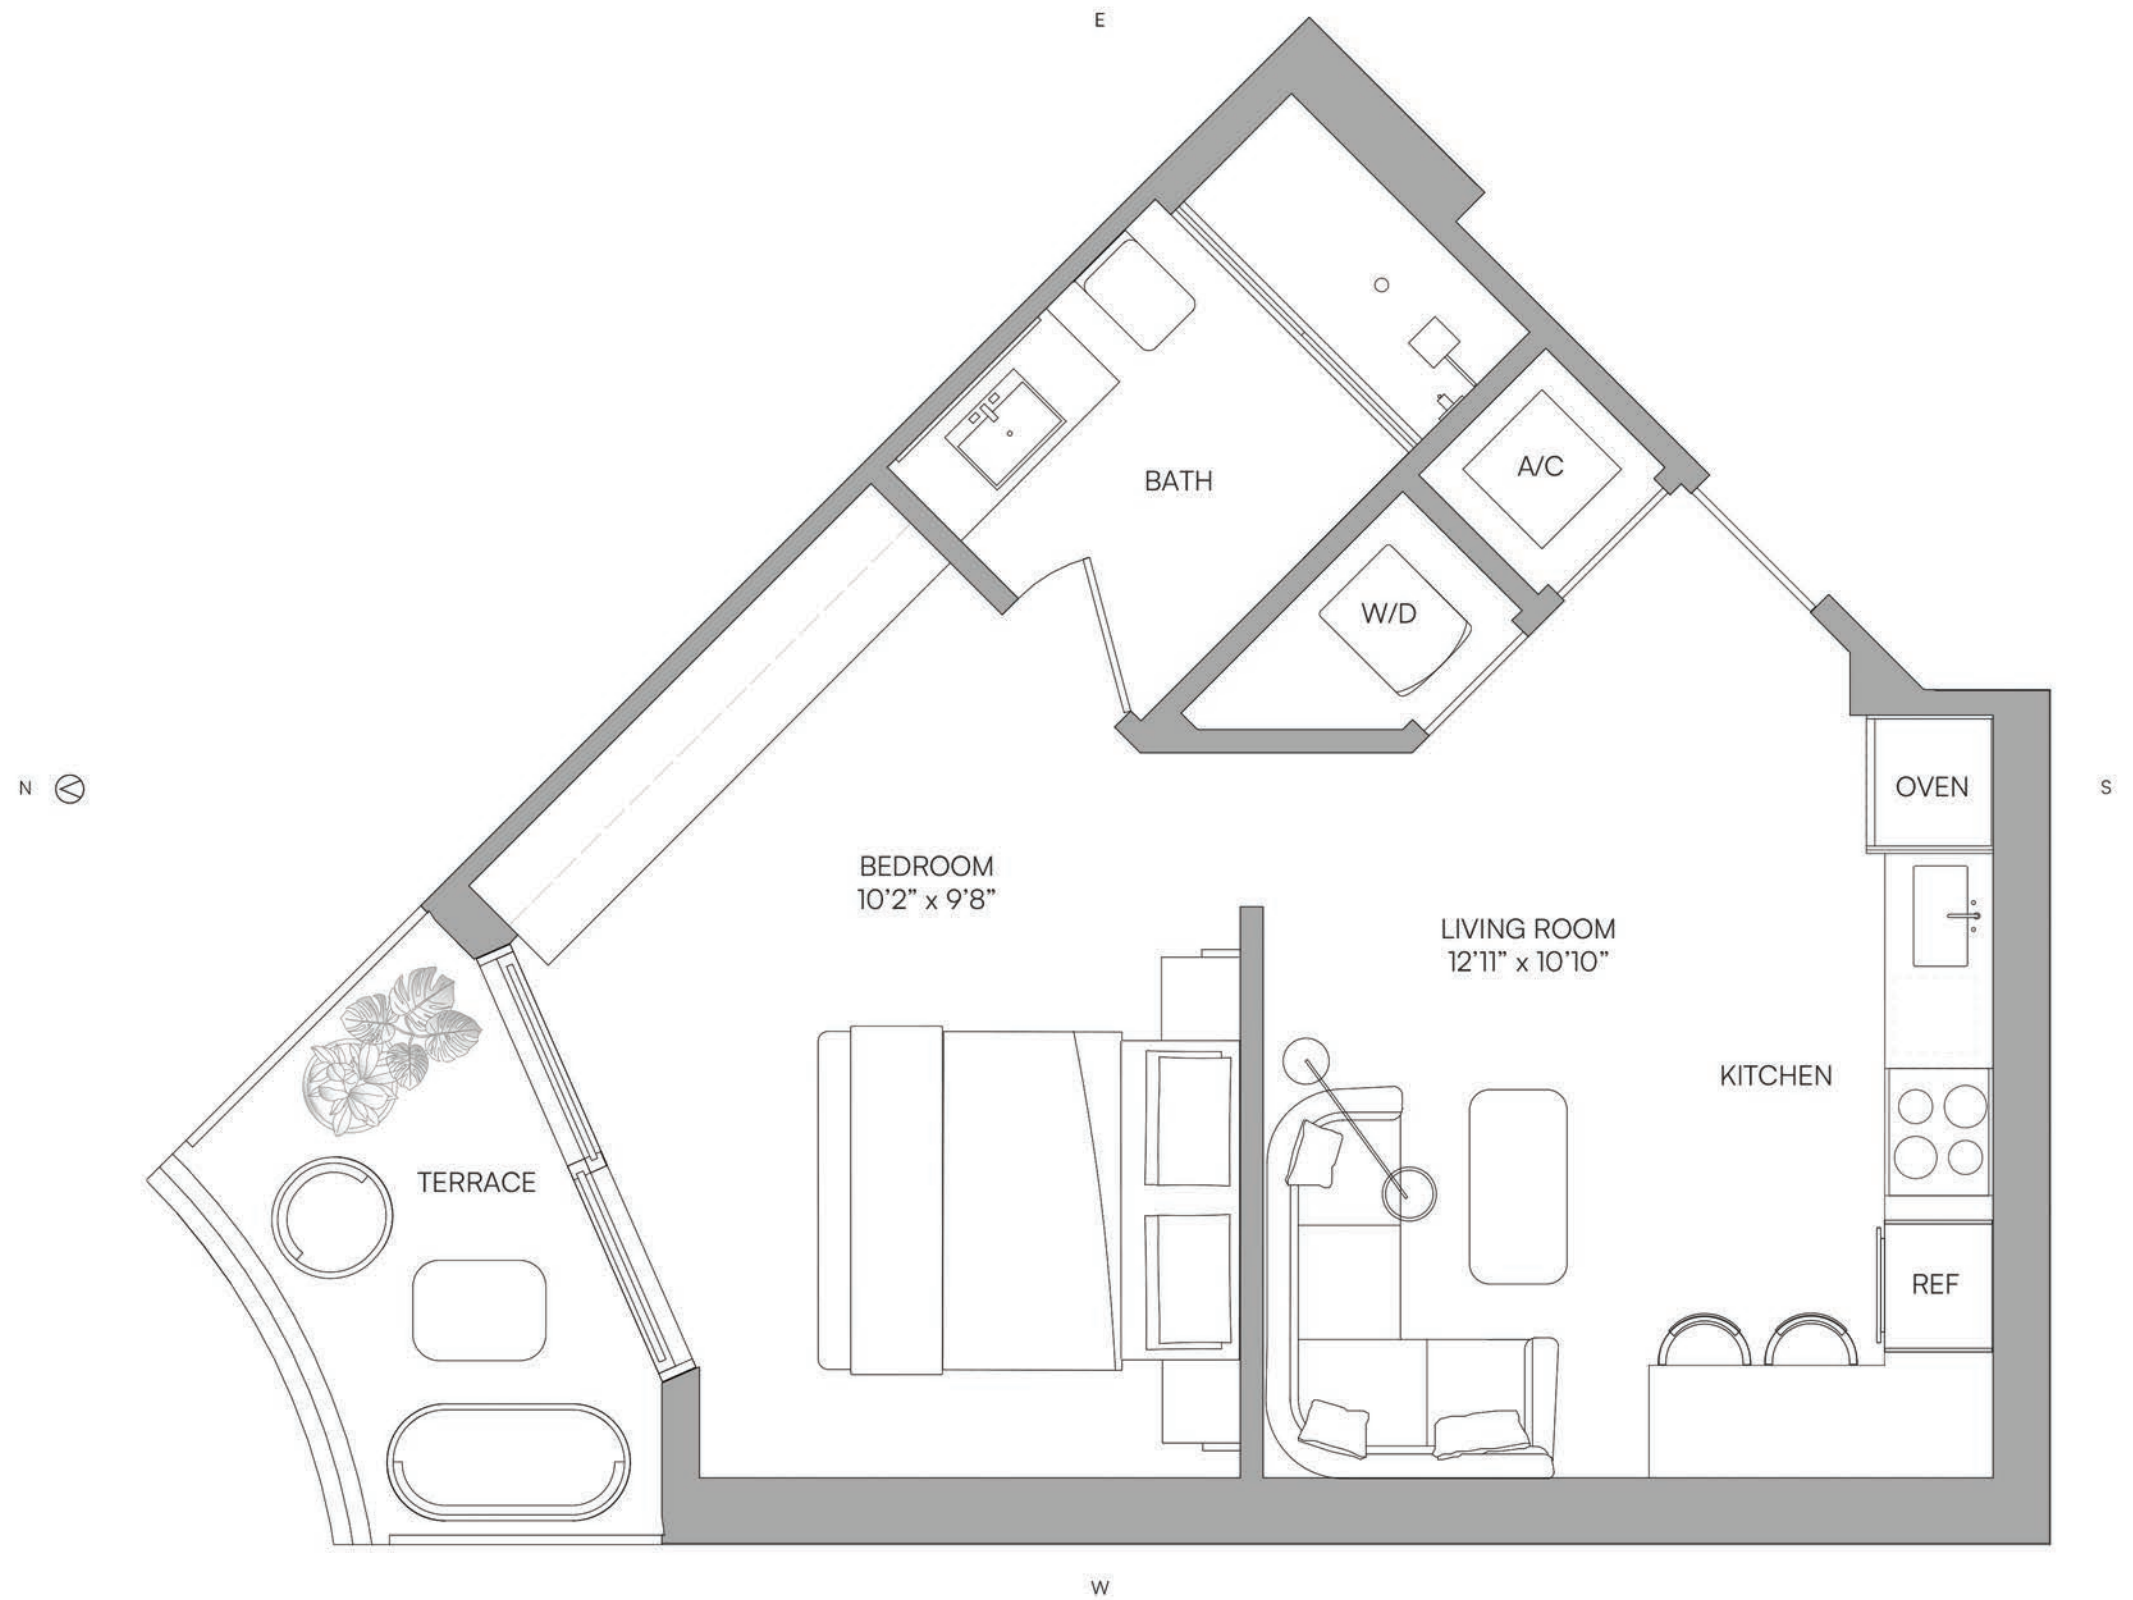 E
A/C
BATH
W/D
N
OVEN
S
BEDROOM
10’2” x 9’8”
LIVING ROOM
12’11” x 10’10”
KITCHEN
TERRACE
REF
W